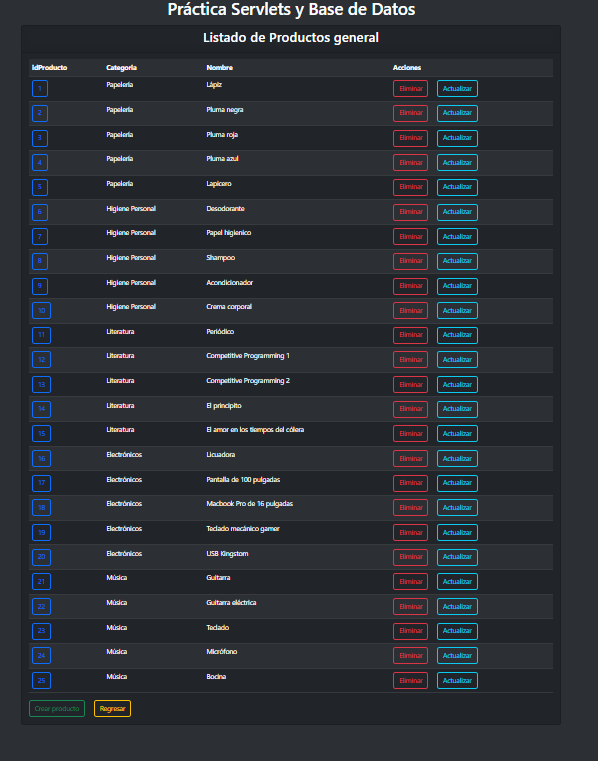 Práctica Servlets y Base de Datos
Listado de Productos general
IdProducto Categoria Nombre Acciones
1 Papelería Lápiz Eliminar Actualizar
2 Papelería Pluma negra Eliminar Actualizar
3 Papelería Pluma roja Eliminar Actualizar
4 Papelería Pluma azul Eliminar Actualizar
5 Papelería Lapicero Eliminar Actualizar
6 Higiene Personal Desodorante Eliminar Actualizar
7 Higiene Personal Papel higienico Eliminar Actualizar
8 Higiene Personal Shampoo Eliminar Actualizar
9 Higiene Personal Acondicionador Eliminar Actualizar
10 Higiene Personal Crema corporal Eliminar Actualizar
11 Literatura Periódico Eliminar Actualizar
12 Literatura Competitive Programming 1 Eliminar Actualizar
13 Literatura Competitive Programming 2 Eliminar Actualizar
14 Literatura El principito Eliminar Actualizar
15 Literatura El amor en los tiempos del cólera Eliminar Actualizar
16 Electrónicos Licuadora Eliminar Actualizar
17 Electrónicos Pantalla de 100 pulgadas Eliminar Actualizar
18 Electrónicos Macbook Pro de 16 pulgadas Eliminar Actualizar
19 Electrónicos Teclado mecánico gamer Eliminar Actualizar
20 Electrónicos USB Kingstom Eliminar Actualizar
21 Música Guitarra Eliminar Actualizar
22 Música Guitarra eléctrica Eliminar Actualizar
23 Música Teclado Eliminar Actualizar
24 Música Micrófono Eliminar Actualizar
25 Música Bocina Eliminar Actualizar
Crear producto Regresar